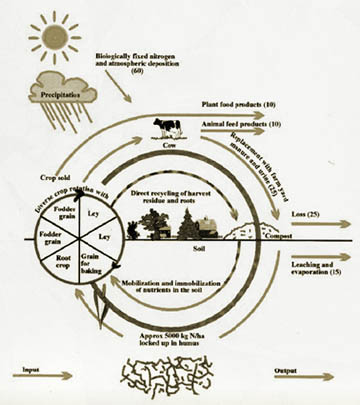 Biologically fixed nitrogen
and atmospheric deposition
(60)
Precipitation
Plant food products (10)
Animal feed products (10)
Cow
Replacement with farm yard
manure and urine (25)
Crop sold
Diverse crop rotation with
Fodder
grain
Ley
Fodder
grain
Ley
Root
crop
Grain
for
baking
Direct recycling of harvest
residue and roots
Soil
Compost
Loss (25)
Leaching and
evaporation (15)
Mobilization and immobilization
of nutrients in the soil
Approx 5000 kg N/ha
locked up in humus
Input
Output